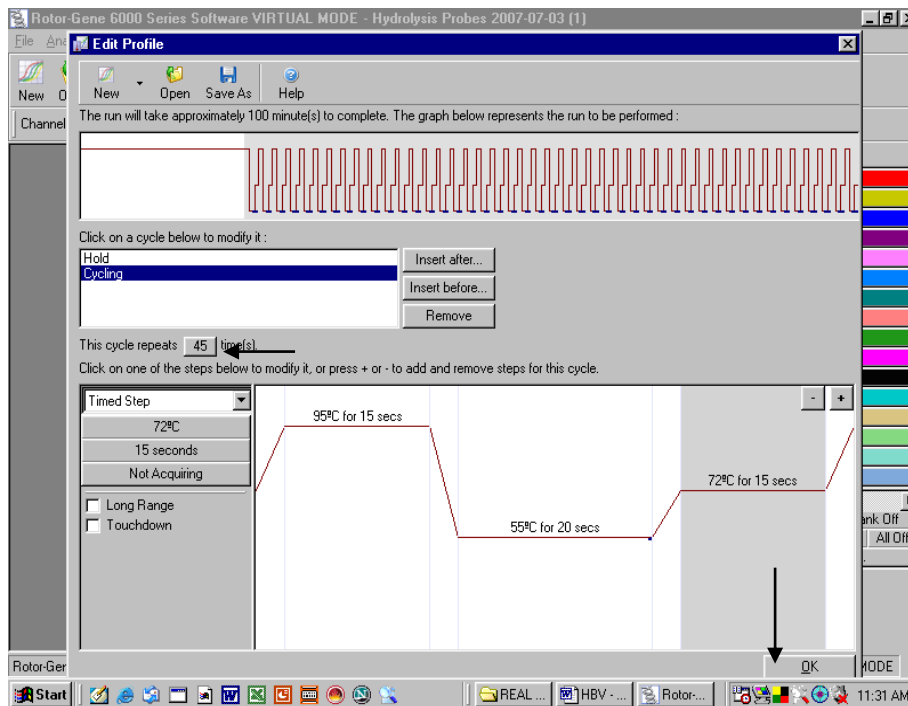 Rotor-Gene 6000 Series Software VIRTUAL MODE - Hydrolysis Probes 2007-07-03 (1)
File Ana
Edit Profile
New
New Open Save As Help
Channel
The run will take approximately 100 minute(s) to complete. The graph below represents the run to be performed :
Click on a cycle below to modify it :
Hold
Cycling
Insert after...
Insert before...
Remove
This cycle repeats 45 time(s).
Click on one of the steps below to modify it, or press + or - to add and remove steps for this cycle.
Timed Step
- +
72ºC
15 seconds
Not Acquiring
Long Range
Touchdown
95ºC for 15 secs
55ºC for 20 secs
72ºC for 15 secs
ank Off
All Off
OK
Rotor-Ger
MODE
Start
REAL ... HBV - ... Rotor-... 11:31 AM